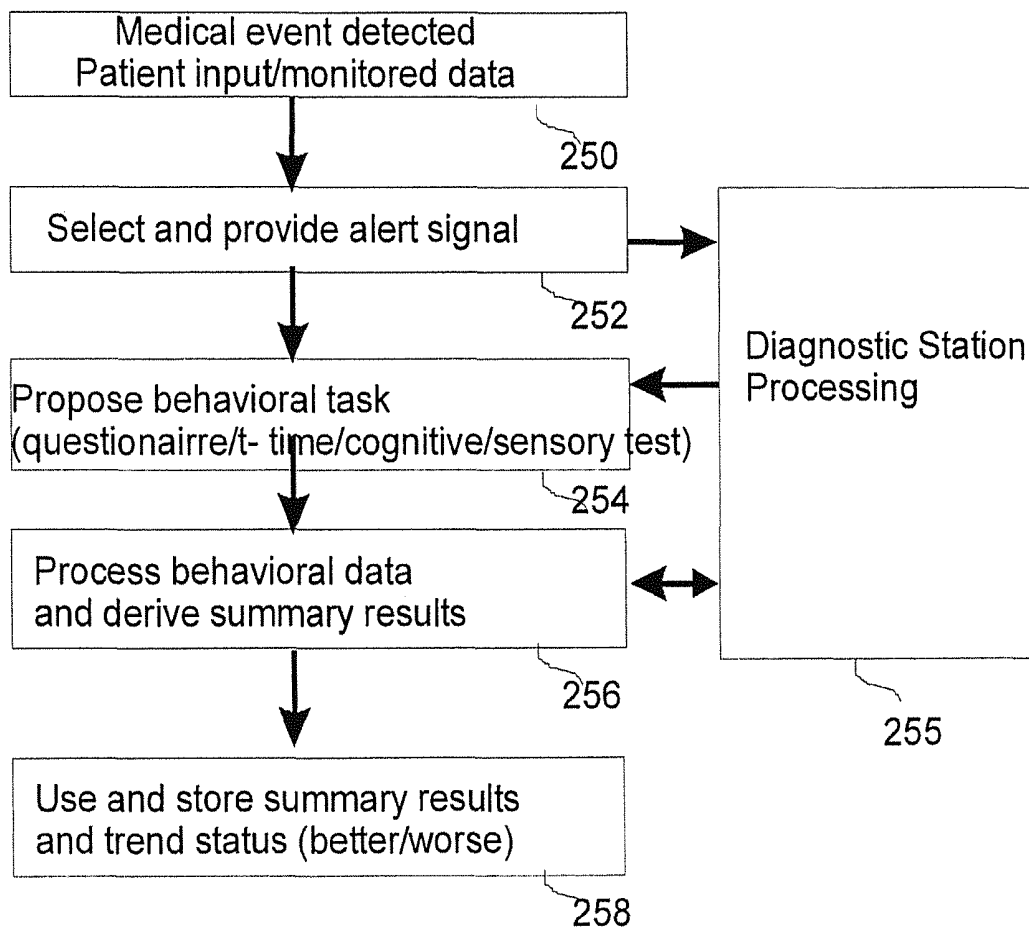 Medical event detected
Patient input/monitored data
250
Select and provide alert signal
252
Diagnostic Station
Processing
Propose behavioral task
(questionairre/t- time/cognitive/sensory test)
254
Process behavioral data
and derive summary results
256
255
Use and store summary results
and trend status (better/worse)
258